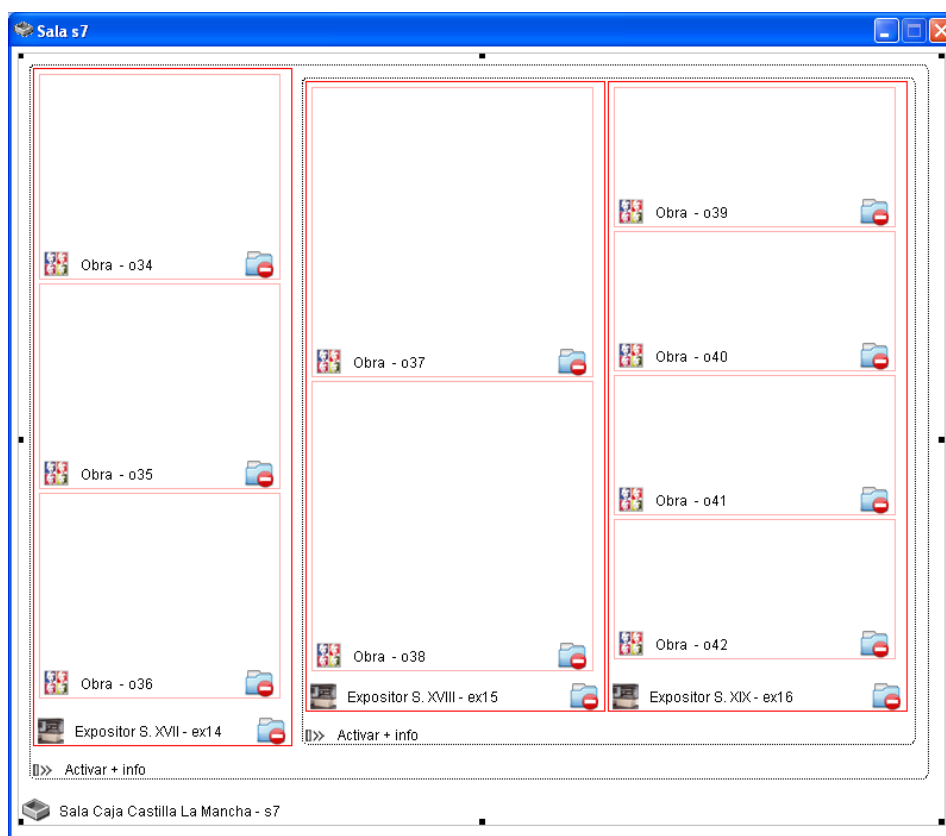 Sala s7
Obra - o34
Obra - o35
Obra - o36
Expositor S. XVII - ex14
Obra - o37
Obra - o38
Expositor S. XVIII - ex15
Obra - o39
Obra - o40
Obra - o41
Obra - o42
Expositor S. XIX - ex16
Activar + info
Activar + info
Sala Caja Castilla La Mancha - s7